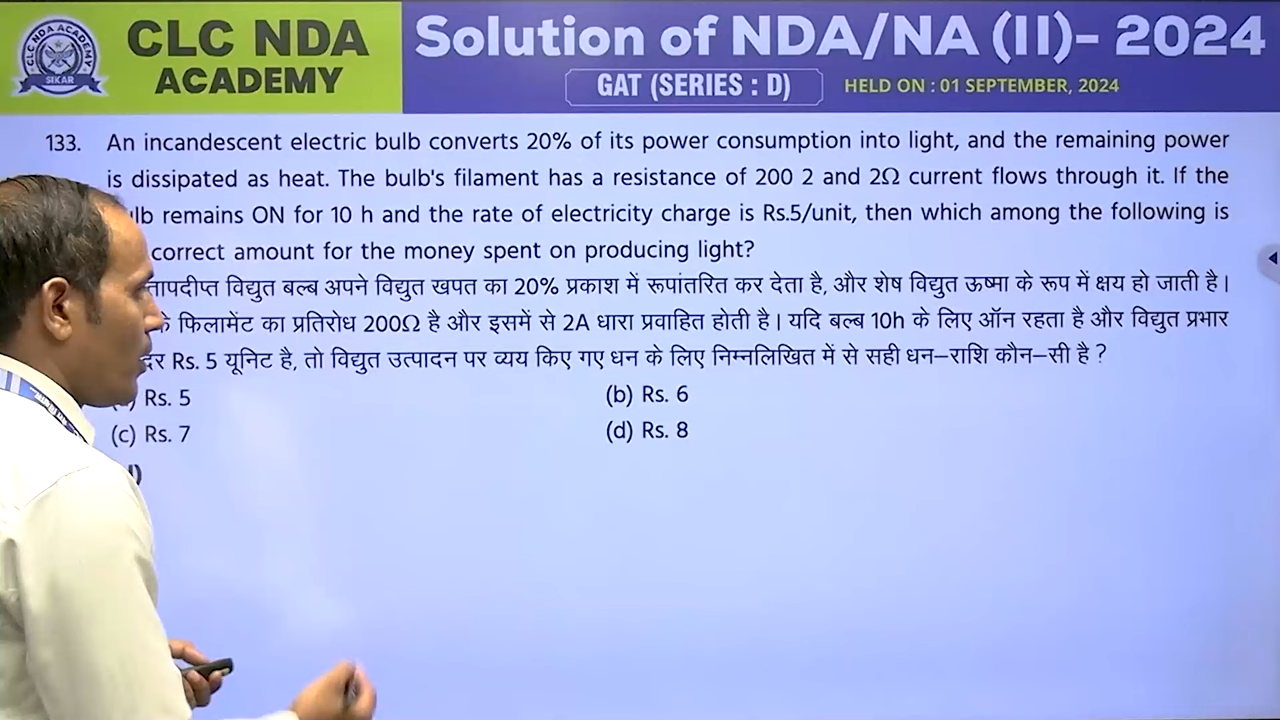 CLC NDA ACADEMY
SIKAR
CLC NDA
ACADEMY
Solution of NDA/NA (II)- 2024
GAT (SERIES : D)
HELD ON : 01 SEPTEMBER, 2024
133. An incandescent electric bulb converts 20% of its power consumption into light, and the remaining power
is dissipated as heat. The bulb's filament has a resistance of 200 2 and 2Ω current flows through it. If the
remains ON for 10 h and the rate of electricity charge is Rs.5/unit, then which among the following is
correct amount for the money spent on producing light?
विद्युत बल्ब अपने विद्युत खपत का 20% प्रकाश में रूपांतरित कर देता है, और शेष विद्युत ऊष्मा के रूप में क्षय हो जाती है।
फिलामेंट का प्रतिरोध 200Ω है और इसमें से 2A धारा प्रवाहित होती है। यदि बल्ब 10h के लिए ऑन रहता है और विद्युत प्रभार
Rs. 5 यूनिट है, तो विद्युत उत्पादन पर व्यय किए गए धन के लिए निम्नलिखित में से सही धन–राशि कौन–सी है ?
Rs. 5
(b) Rs. 6
(c) Rs. 7
(d) Rs. 8